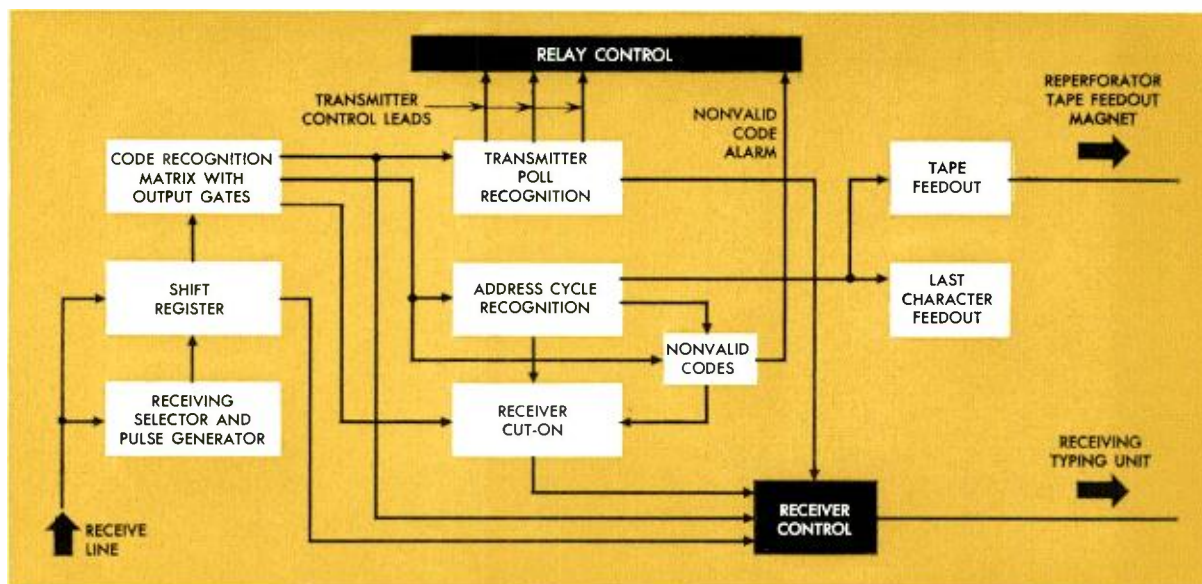 RELAY CONTROL
TRANSMITTER
CONTROL LEADS
NONVALID
CODE
ALARM
REPERFORATOR
TAPE FEEDOUT
MAGNET
CODE RECOGNITION
MATRIX WITH
OUTPUT GATES
TRANSMITTER
POLL
RECOGNITION
TAPE
FEEDOUT
SHIFT
REGISTER
ADDRESS CYCLE
RECOGNITION
LAST
CHARACTER
FEEDOUT
NONVALID
CODES
RECEIVING
SELECTOR AND
PULSE GENERATOR
RECEIVER
CUT-ON
RECEIVING
TYPING UNIT
RECEIVER
CONTROL
RECEIVE
LINE